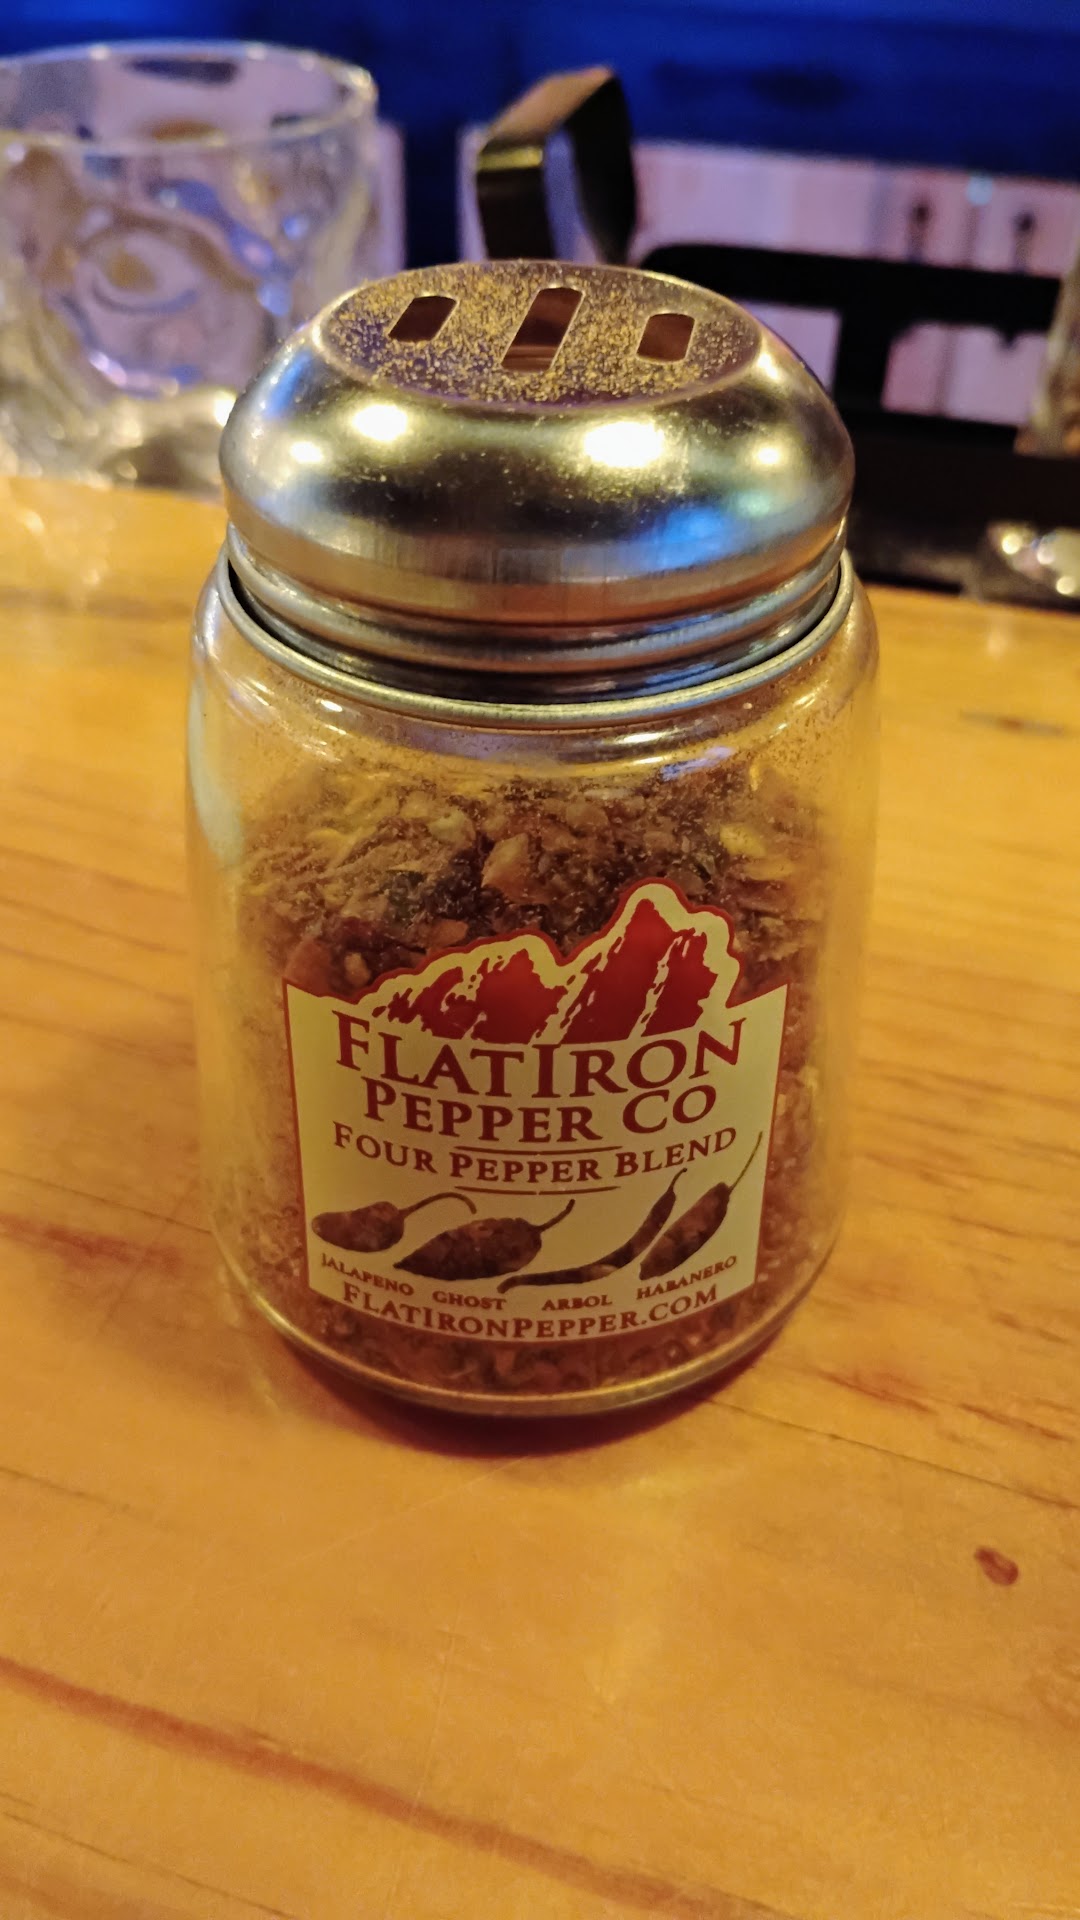 FLATIRON
PEPPER CO
FOUR PEPPER BLEND
JALAPENO GHOST ARBOL HABANERO
FLATIRONPEPPER.COM